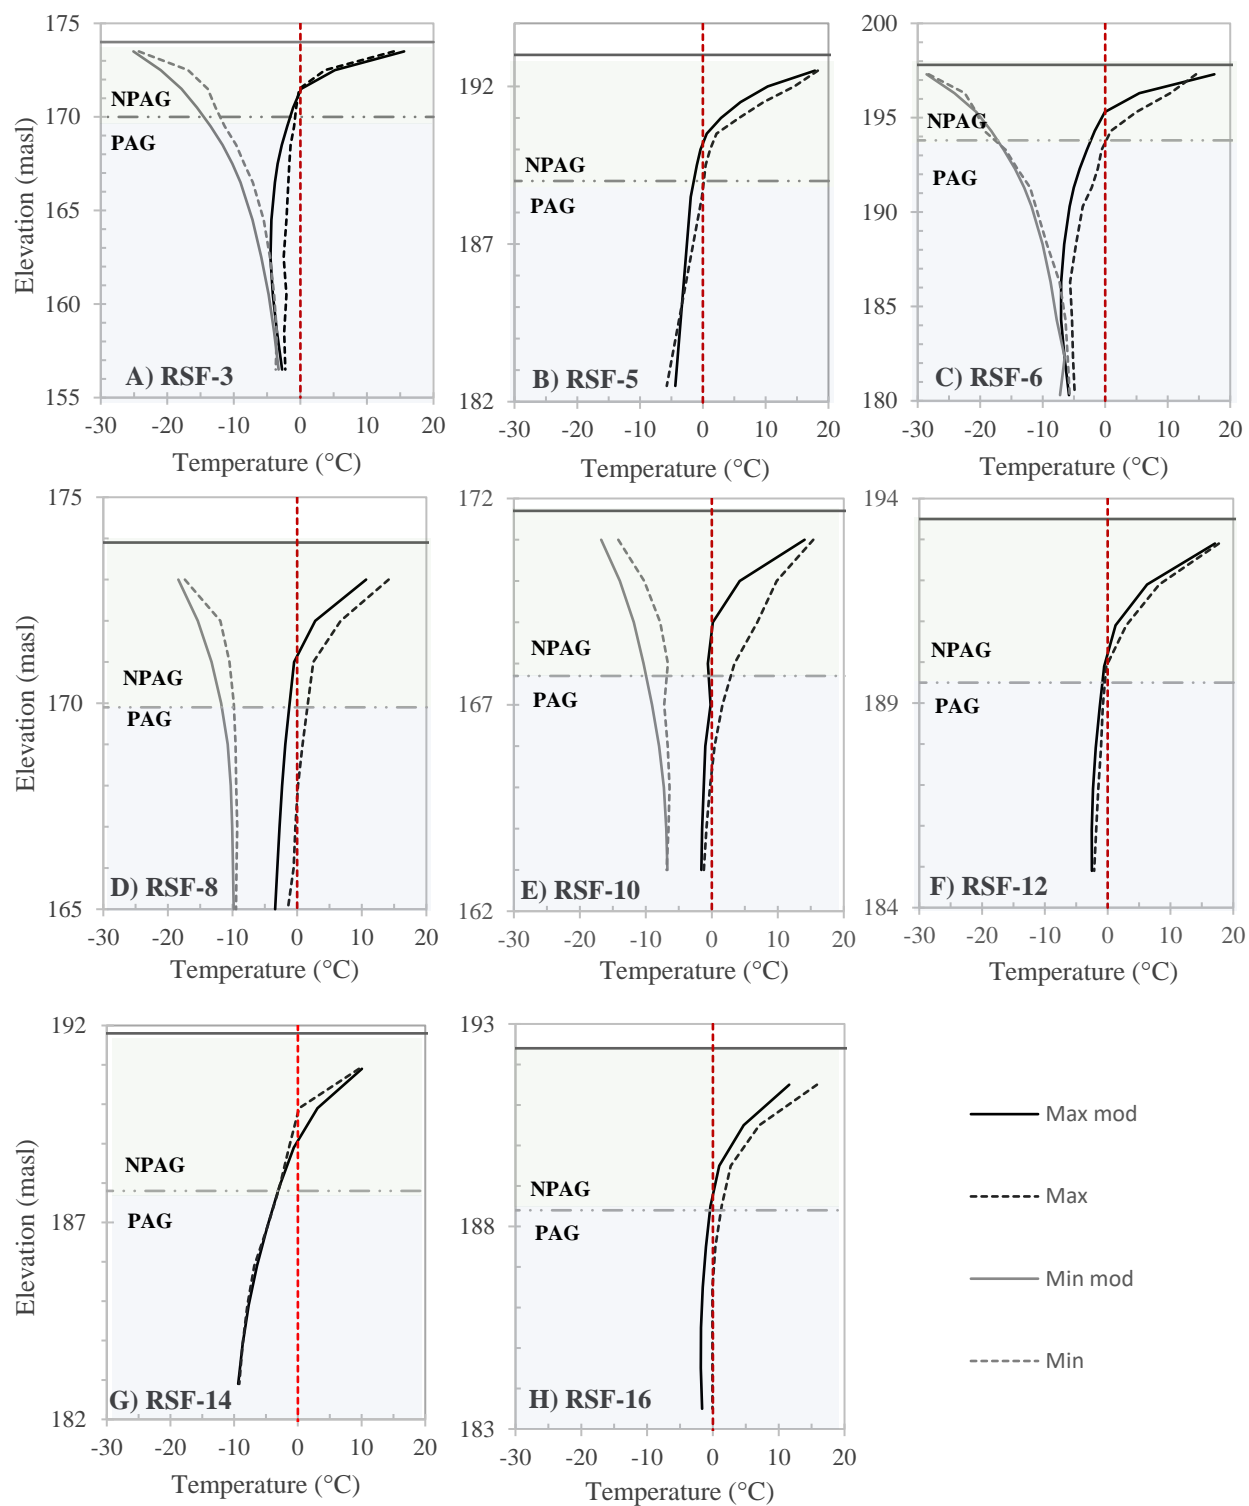 175
170
165
160
155
-30 -20 -10 0 10 20
Elevation (masl)
Temperature (°C)
NPAG
PAG
A) RSF-3
192
187
182
-30 -20 -10 0 10 20
Temperature (°C)
NPAG
PAG
B) RSF-5
200
195
190
185
180
-30 -20 -10 0 10 20
Temperature (°C)
NPAG
PAG
C) RSF-6
175
170
165
-30 -20 -10 0 10 20
Elevation (masl)
Temperature (°C)
NPAG
PAG
D) RSF-8
172
167
162
-30 -20 -10 0 10 20
Temperature (°C)
NPAG
PAG
E) RSF-10
194
189
184
-30 -20 -10 0 10 20
Temperature (°C)
NPAG
PAG
F) RSF-12
192
187
182
-30 -20 -10 0 10 20
Elevation (masl)
Temperature (°C)
NPAG
PAG
G) RSF-14
193
188
183
-30 -20 -10 0 10 20
Temperature (°C)
NPAG
PAG
H) RSF-16
Max mod
Max
Min mod
Min